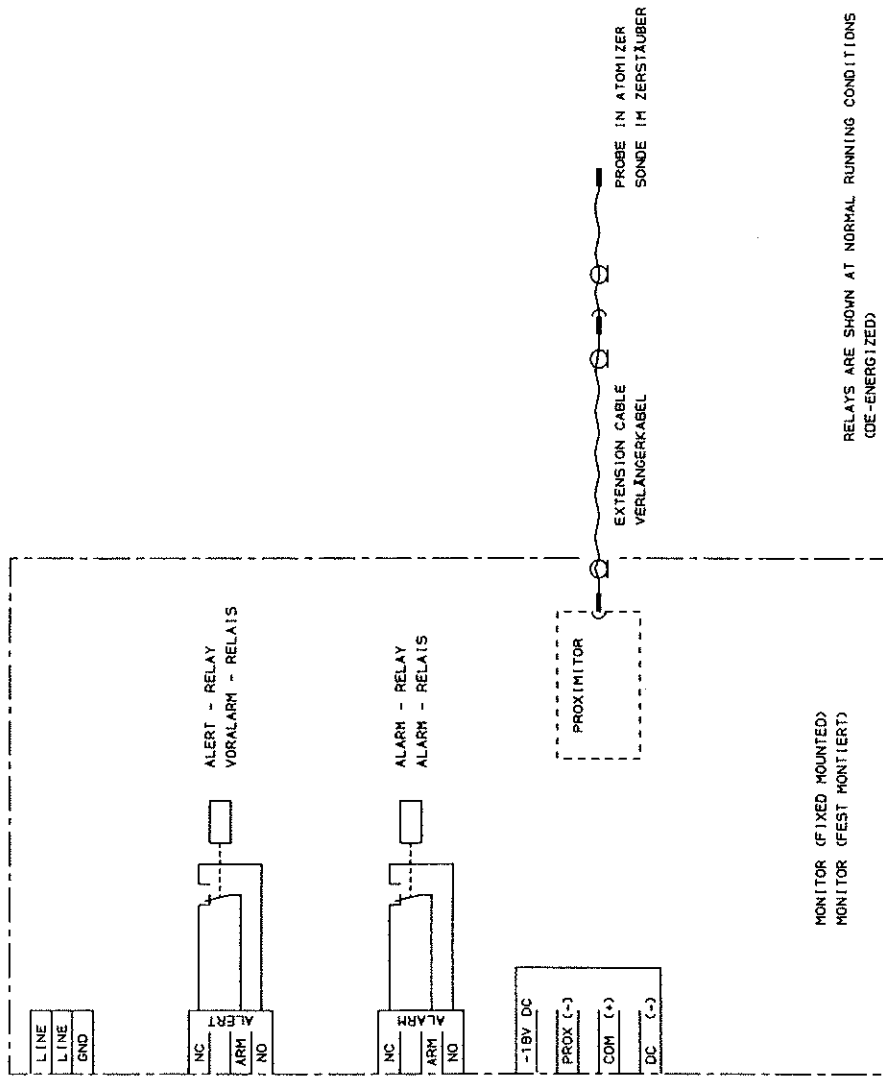 LINE
LINE
GND
NC
ALERT
ARM
NO
ALERT - RELAY
VORALARM - RELAIS
NC
ALARM
ARM
NO
ALARM - RELAY
ALARM - RELAIS
-18V DC
PROX (-)
COM (+)
DC (-)
PROXIMITOR
EXTENSION CABLE
VERLÄNGERKABEL
PROBE IN ATOMIZER
SONDE IM ZERSTÄUBER
MONITOR (FIXED MOUNTED)
MONITOR (FEST MONTIERT)
RELAYS ARE SHOWN AT NORMAL RUNNING CONDITIONS
(DE-ENERGIZED)